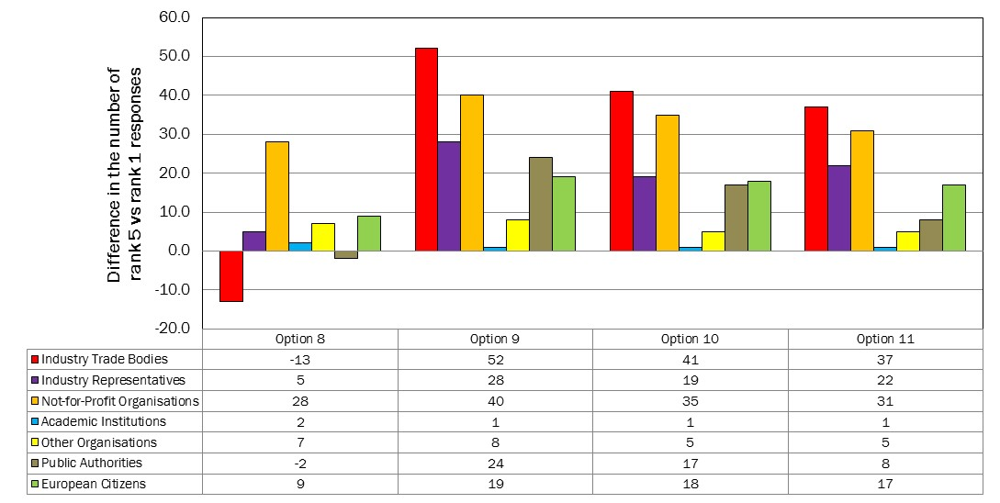 60.0
50.0
40.0
30.0
20.0
10.0
0.0
-10.0
-20.0
Difference in the number of
rank 5 vs rank 1 responses
Option 8 Option 9 Option 10 Option 11
Industry Trade Bodies -13 52 41 37
Industry Representatives 5 28 19 22
Not-for-Profit Organisations 28 40 35 31
Academic Institutions 2 1 1 1
Other Organisations 7 8 5 5
Public Authorities -2 24 17 8
European Citizens 9 19 18 17